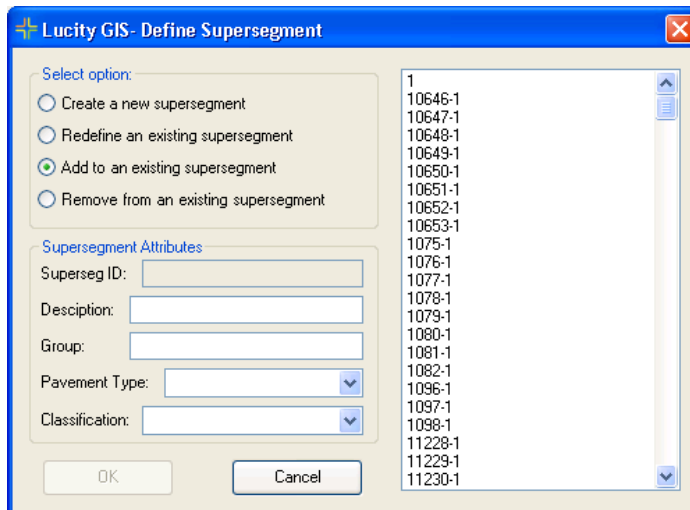 Lucity GIS- Define Supersegment
Select option:
Create a new supersegment
Redefine an existing supersegment
Add to an existing supersegment
Remove from an existing supersegment
Supersegment Attributes
Superseg ID:
Desciption:
Group:
Pavement Type:
Classification:
OK
Cancel
1
10646-1
10647-1
10648-1
10649-1
10650-1
10651-1
10652-1
10653-1
1075-1
1076-1
1077-1
1078-1
1079-1
1080-1
1081-1
1082-1
1096-1
1097-1
1098-1
11228-1
11229-1
11230-1